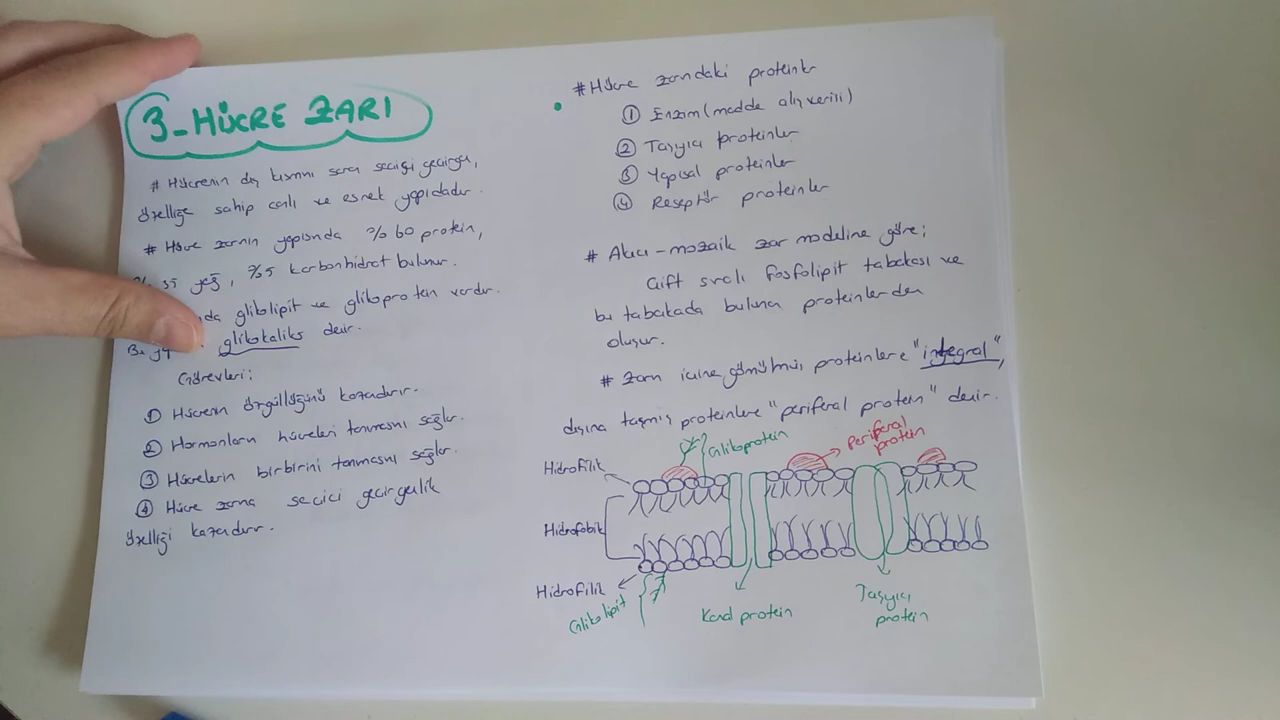 3-HÜCRE ZARI
# Hücrenin dış kısmını saran seçici geçirgen,
özelliğe sahip canlı ve esnek yapıdadır.
# Hücre zarının yapısında %60 protein,
35 yağ, %5 karbonhidrat bulunur.
glikolipit ve glikoprotein vardır.
glikokaliks denir.
Görevleri:
① Hücrenin özgüllüğünü kazandırır.
② Hormonların hücreleri tanımasını sağlar.
③ Hücrelerin birbirini tanımasını sağlar.
④ Hücre zarına seçici geçirgenlik
özelliği kazandırır.
# Hücre zarındaki proteinler
① Enzim (madde alışverişi)
② Taşıyıcı proteinler
③ Yapısal proteinler
④ Reseptör proteinler
# Akıcı-mozaik zar modeline göre;
Çift sıralı fosfolipit tabakası ve
bu tabakada bulunan proteinlerden
oluşur.
# Zarın içine gömülmüş proteinlere "integral",
dışına taşmış proteinlere "periferal protein" denir.
Glikoprotein
Periferal
protein
Hidrofilik
Hidrofobik
Hidrofilik
Glikolipit
Kanal protein
Taşıyıcı
protein